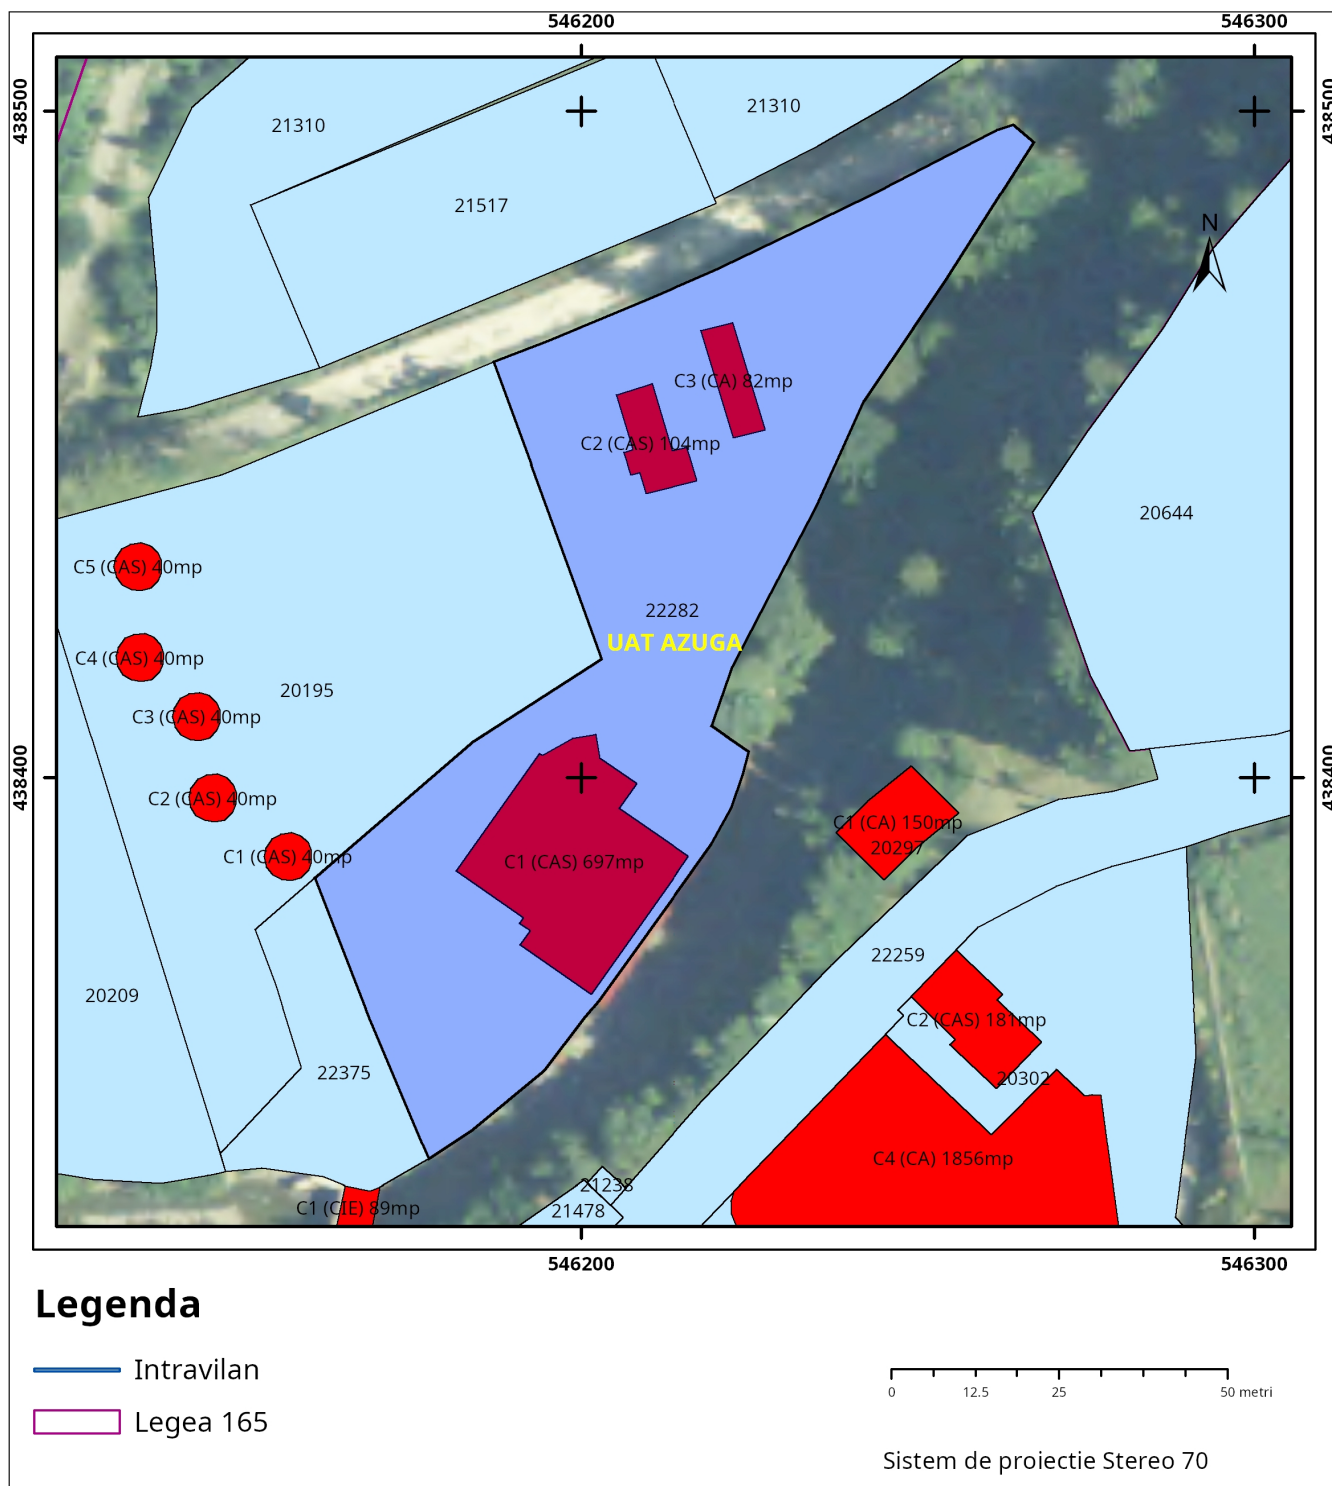 546200
546300
438500
438500
21310
21310
21517
N
C3 (CA) 82mp
C2 (CAS) 104mp
20644
C5 (CAS) 40mp
22282
UAT AZUGA
C4 (CAS) 40mp
20195
C3 (CAS) 40mp
438400
438400
C2 (CAS) 40mp
C1 (CA) 150mp
20297
C1 (CAS) 40mp
C1 (CAS) 697mp
22259
20209
C2 (CAS) 181mp
22375
20302
C4 (CA) 1856mp
21238
C1 (CIE) 89mp
21478
546200
546300
Legenda
Intravilan
Legea 165
0 12.5 25 50 metri
Sistem de proiectie Stereo 70